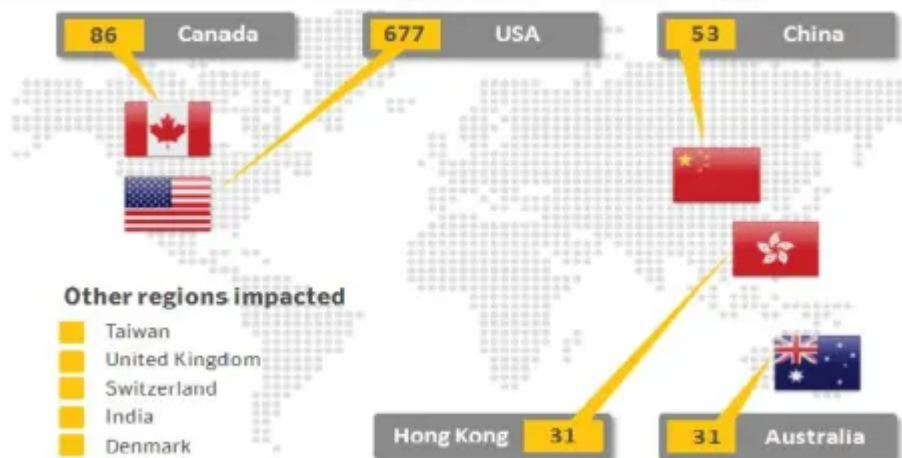 86 Canada
677 USA
53 China
Other regions impacted
Taiwan
United Kingdom
Switzerland
India
Denmark
Hong Kong 31
31 Australia